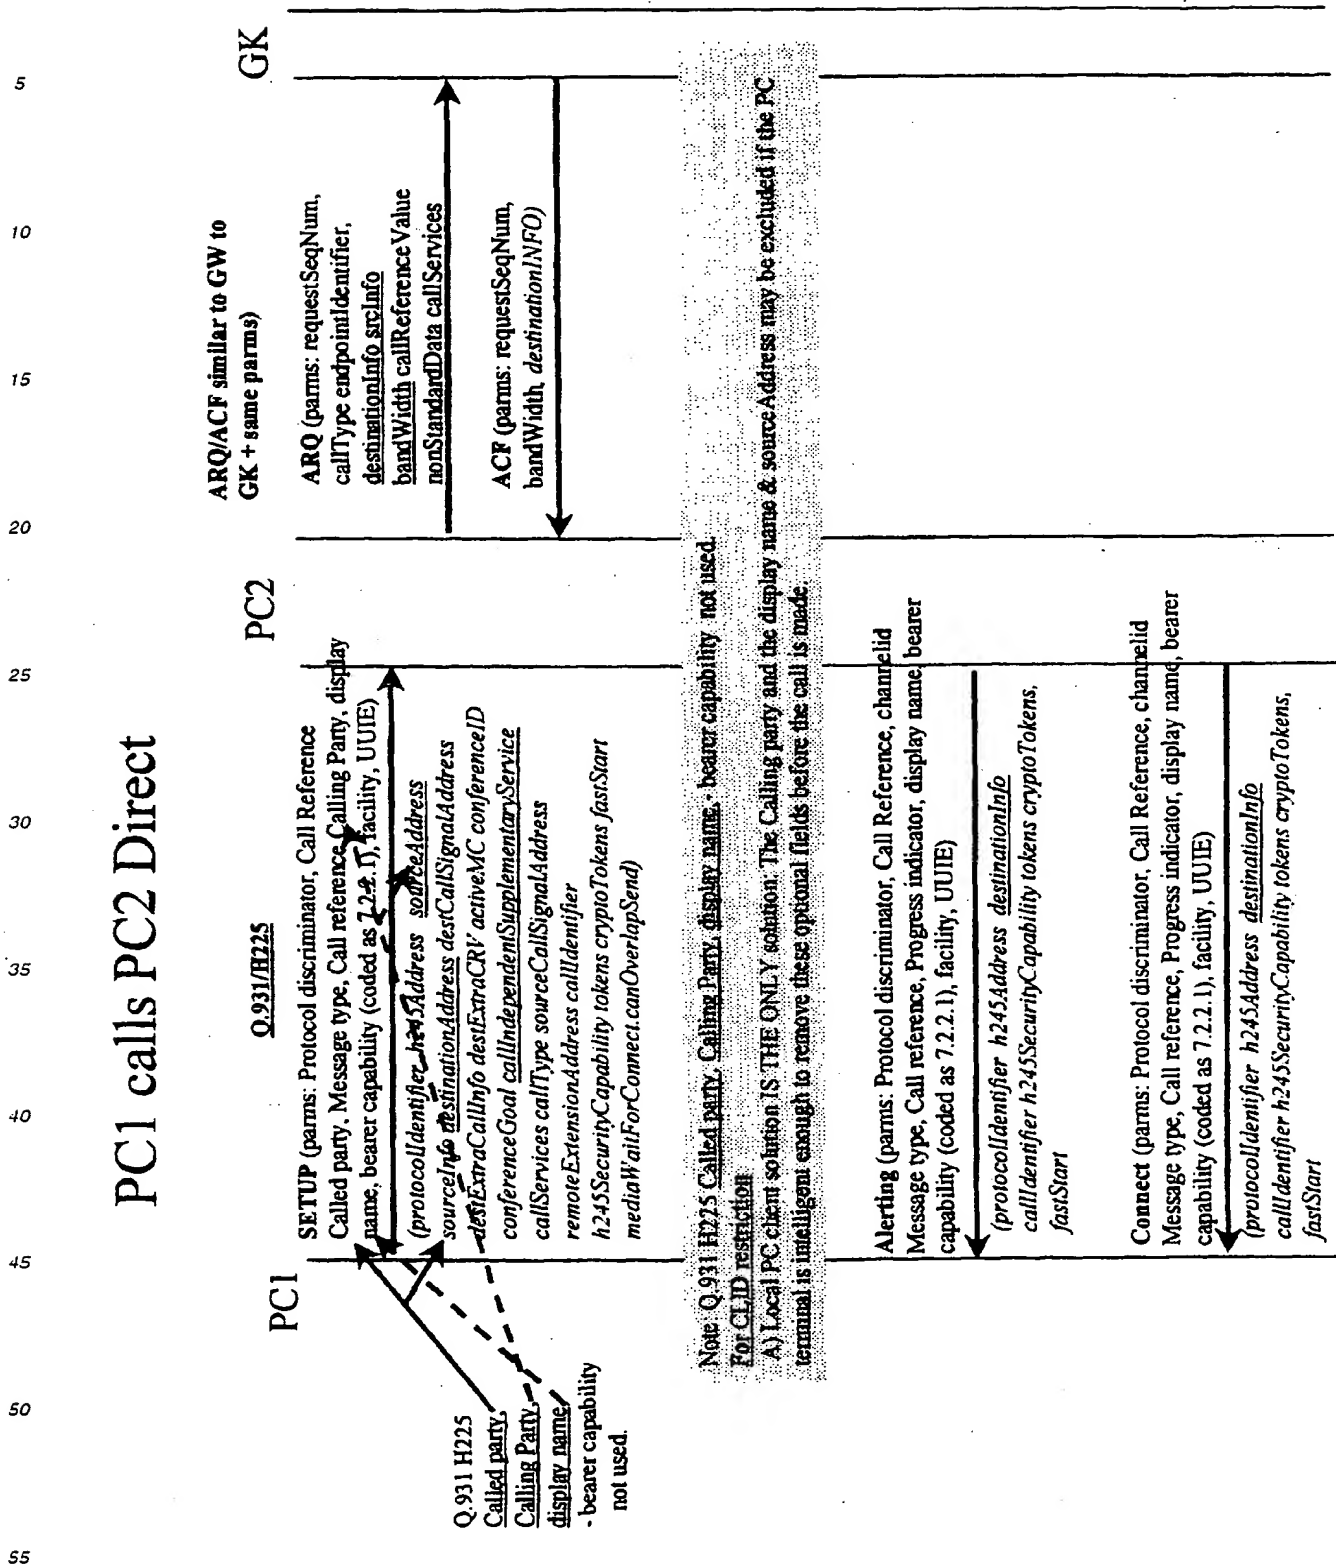 PC1 calls PC2 Direct
Q.931/H225
PC1
PC2
GK
ARQ/ACF similar to GW to
GK + same parms)
SETUP (parms: Protocol discriminator, Call Reference
Called party. Message type, Call reference, Calling Party, display
name, bearer capability (coded as 7.2.2.1), facility, UUIE)
(protocolIdentifier h245Address sourceAddress
sourceInfo destinationAddress destCallSignalAddress
destExtraCallInfo destExtraCRV activeMC conferenceID
conferenceGoal callIndependentSupplementaryService
callServices callType sourceCallSignalAddress
remoteExtensionAddress callIdentifier
h245SecurityCapability tokens cryptoTokens fastStart
mediaWaitForConnect.canOverlapSend)
ARQ (parms: requestSeqNum,
callType endpointIdentifier,
destinationInfo srcInfo
bandWidth callReferenceValue
nonStandardData callServices
ACF (parms: requestSeqNum,
bandWidth, destinationINFO)
Q.931 H225
Called party,
Calling Party,
display name,
- bearer capability
not used.
Note: Q.931 H225 Called party, Calling Party, display name,- bearer capability not used.
For CLID restriction
A) Local PC client solution IS THE ONLY solution. The Calling party and the display name & sourceAddress may be excluded if the PC
terminal is intelligent enough to remove these optional fields before the call is made.
Alerting (parms: Protocol discriminator, Call Reference, channelid
Message type, Call reference, Progress indicator, display name, bearer
capability (coded as 7.2.2.1), facility, UUIE)
(protocolIdentifier h245Address destinationInfo
callIdentifier h245SecurityCapability tokens cryptoTokens,
fastStart
Connect (parms: Protocol discriminator, Call Reference, channelid
Message type, Call reference, Progress indicator, display name, bearer
capability (coded as 7.2.2.1), facility, UUIE)
(protocolIdentifier h245Address destinationInfo
callIdentifier h245SecurityCapability tokens cryptoTokens,
fastStart
5
10
15
20
25
30
35
40
45
50
55